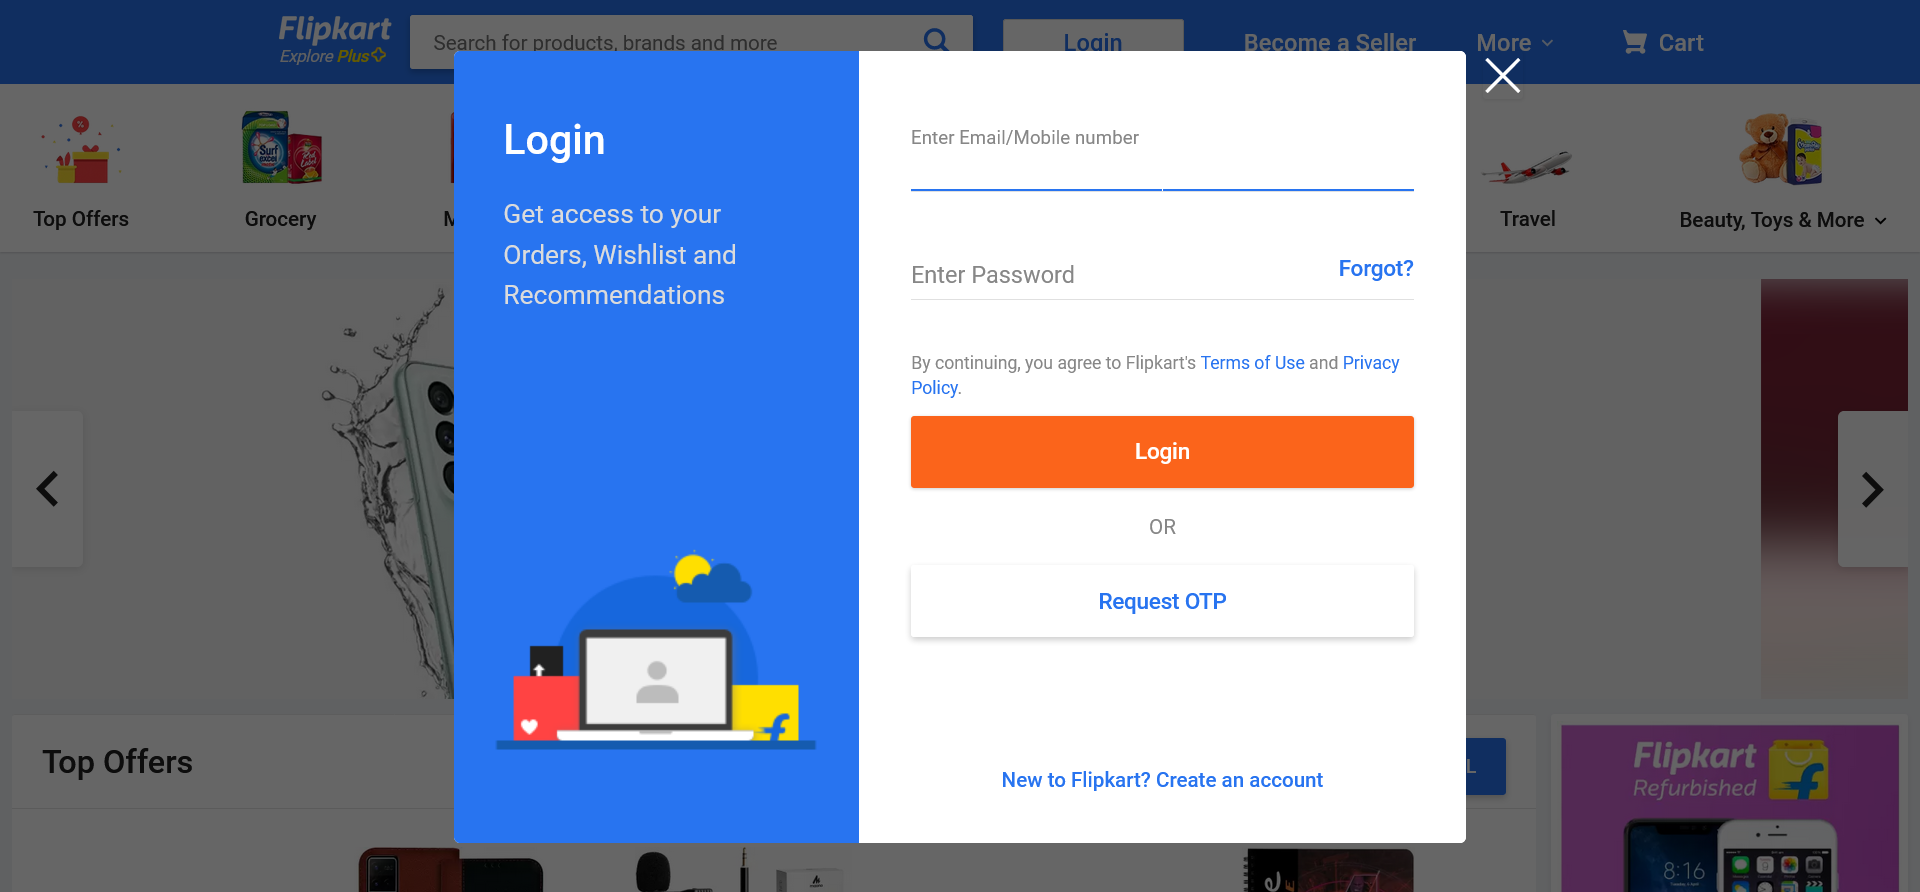 Flipkart
Explore Plus
Search for products, brands and more
Login
Become a Seller
More
Cart
Top Offers
Grocery
M
Travel
Beauty, Toys & More
Login
Get access to your
Orders, Wishlist and
Recommendations
Enter Email/Mobile number
Enter Password
Forgot?
By continuing, you agree to Flipkart's Terms of Use and Privacy
Policy.
Login
OR
Request OTP
New to Flipkart? Create an account
Top Offers
L
Flipkart
Refurbished
8:16
Surf
excel